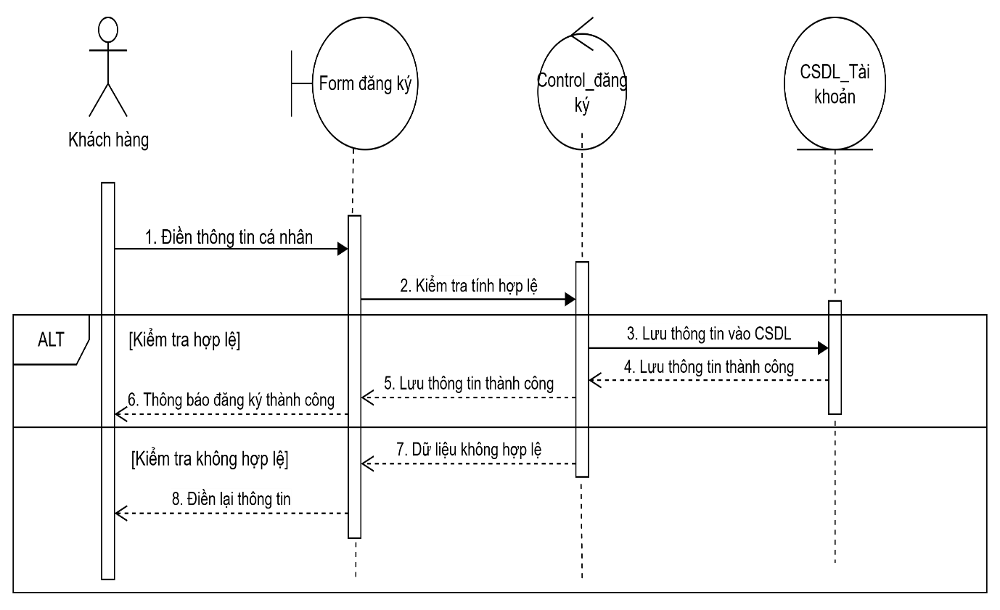 Khách hàng
Form đăng ký
Control_đăng
ký
CSDL_Tài
khoản
1. Điền thông tin cá nhân
2. Kiểm tra tính hợp lệ
ALT
[Kiểm tra hợp lệ]
3. Lưu thông tin vào CSDL
4. Lưu thông tin thành công
5. Lưu thông tin thành công
6. Thông báo đăng ký thành công
[Kiểm tra không hợp lệ]
7. Dữ liệu không hợp lệ
8. Điền lại thông tin